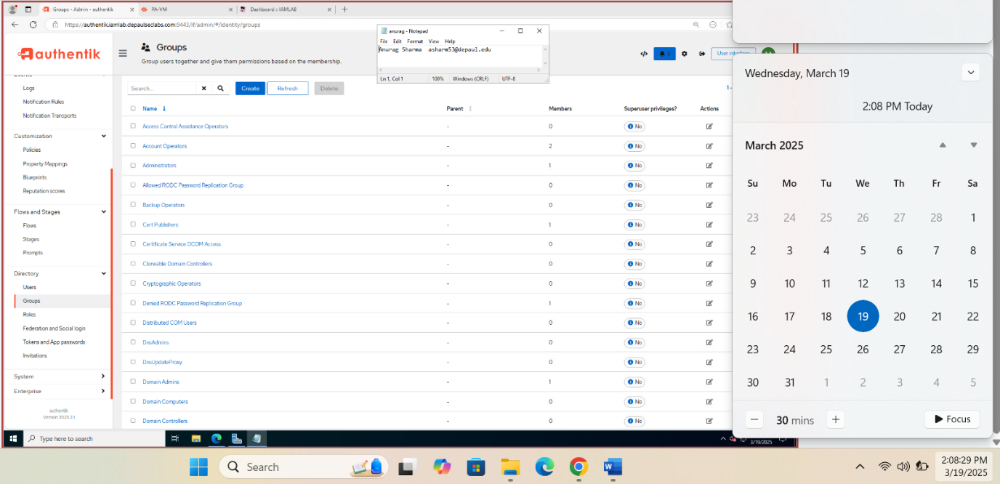 Groups - Admin - authentik
PA-VM
Dashboard :: IAMLAB
https://authentik.iamlab.depaulseclabs.com:9443/if/admin/#/identity/groups
authentik
Groups
Group users together and give them permissions based on the membership.
anurag - Notepad
File Edit Format View Help
Anurag Sharma asharm53@depaul.edu
Ln 1, Col 1 100% Windows (CRLF) UTF-8
</> 1 User interface
Events
Logs
Notification Rules
Notification Transports
Customization
Policies
Property Mappings
Blueprints
Reputation scores
Flows and Stages
Flows
Stages
Prompts
Directory
Users
Groups
Roles
Federation and Social login
Tokens and App passwords
Invitations
System
Enterprise
authentik
Version 2025.2.1
Search... Create Refresh Delete 1-
Name Parent Members Superuser privileges? Actions
Access Control Assistance Operators - 0 No
Account Operators - 2 No
Administrators - 1 No
Allowed RODC Password Replication Group - 0 No
Backup Operators - 0 No
Cert Publishers - 1 No
Certificate Service DCOM Access - 0 No
Cloneable Domain Controllers - 0 No
Cryptographic Operators - 0 No
Denied RODC Password Replication Group - 1 No
Distributed COM Users - 0 No
DnsAdmins - 0 No
DnsUpdateProxy - 0 No
Domain Admins - 1 No
Domain Computers - 0 No
Domain Controllers - 0 No
Type here to search
3/19/2025
Wednesday, March 19
2:08 PM Today
March 2025
Su Mo Tu We Th Fr Sa
23 24 25 26 27 28 1
2 3 4 5 6 7 8
9 10 11 12 13 14 15
16 17 18 19 20 21 22
23 24 25 26 27 28 29
30 31 1 2 3 4 5
30 mins
Focus
Search
2:08:29 PM
3/19/2025